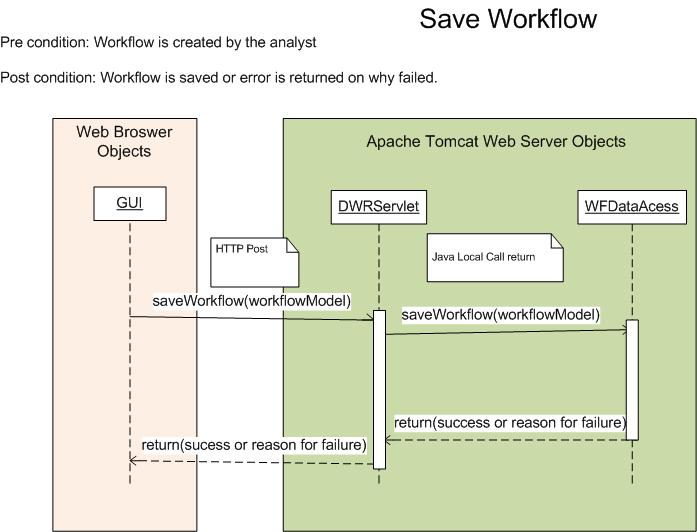 Save Workflow
Pre condition: Workflow is created by the analyst
Post condition: Workflow is saved or error is returned on why failed.
Web Broswer
Objects
Apache Tomcat Web Server Objects
GUI
DWRServlet
WFDataAcess
HTTP Post
Java Local Call return
saveWorkflow(workflowModel)
saveWorkflow(workflowModel)
return(success or reason for failure)
return(sucess or reason for failure)